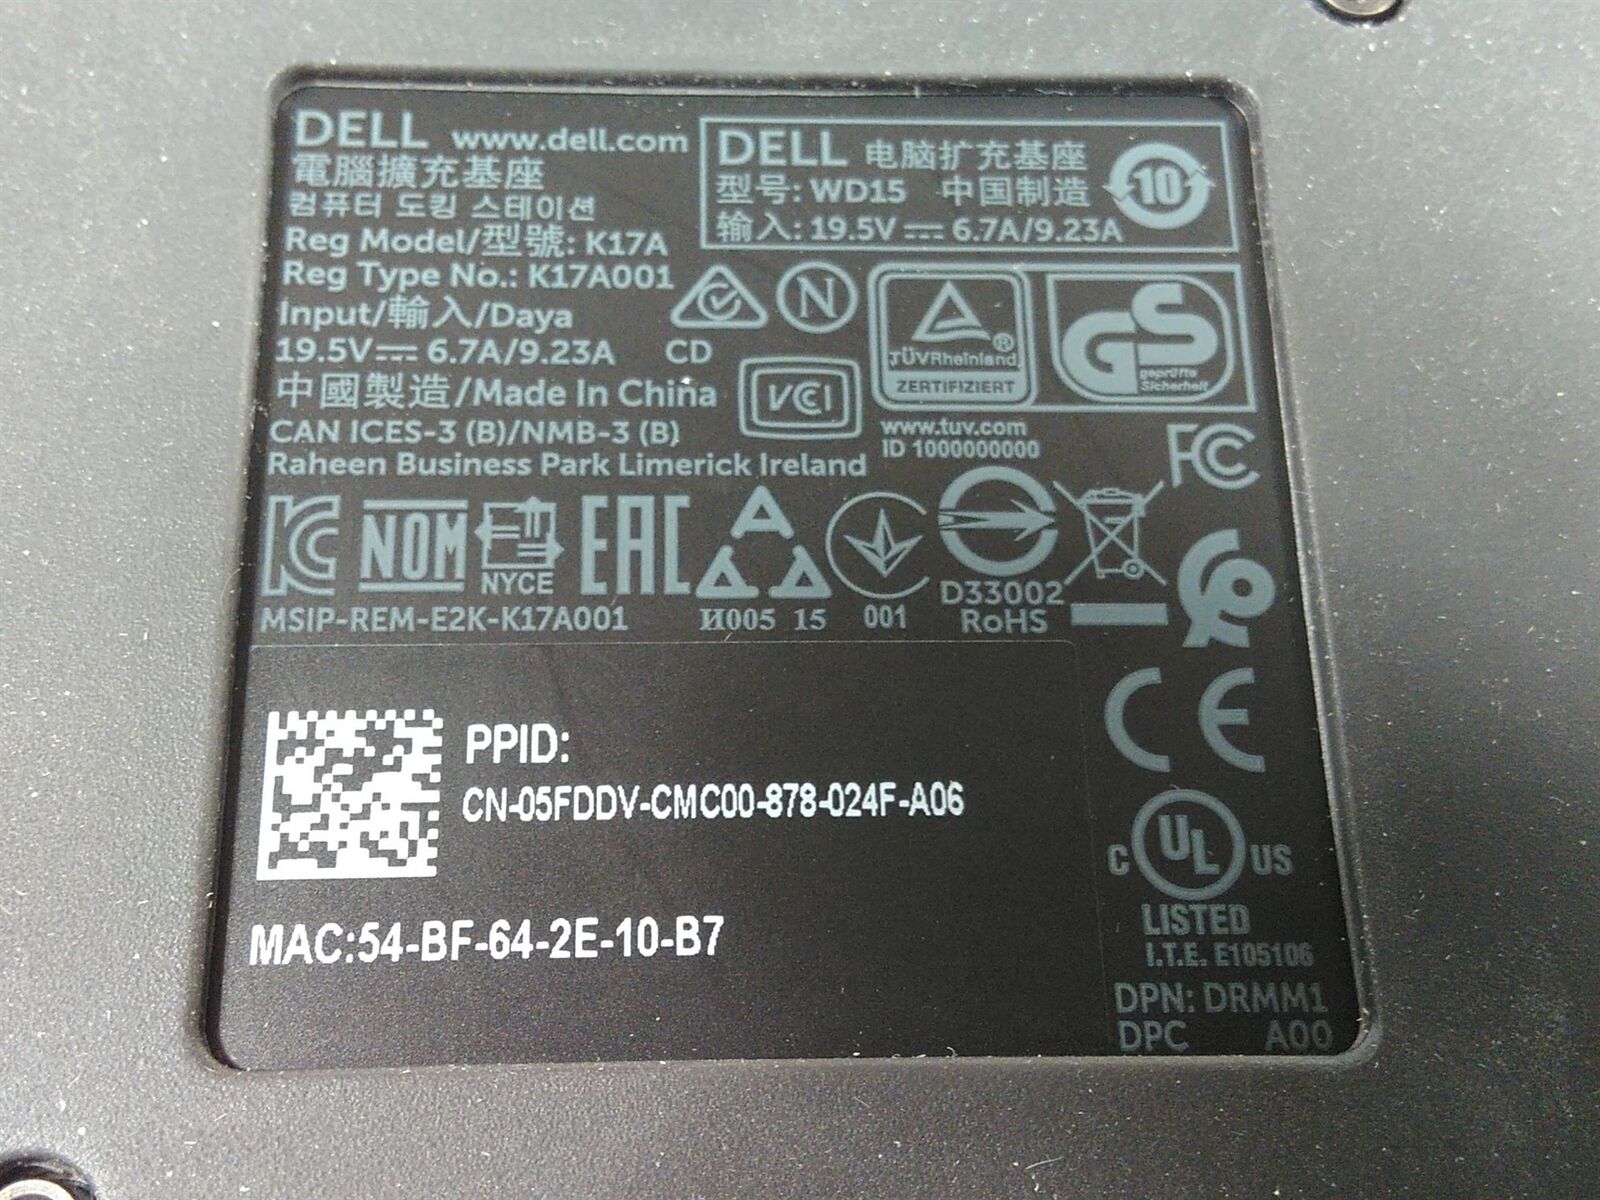 DELL www.dell.com
電腦擴充基座
컴퓨터 도킹 스테이션
Reg Model/型號: K17A
Reg Type No.: K17A001
Input/輸入/Daya
19.5V⎓ 6.7A/9.23A CD
中國製造/Made In China
CAN ICES-3 (B)/NMB-3 (B)
Raheen Business Park Limerick Ireland
DELL 电脑扩充基座
型号: WD15 中国制造
输入: 19.5V⎓ 6.7A/9.23A
10
N
VCI
TÜVRheinland®
ZERTIFIZIERT
GS
geprüfte
Sicherheit
www.tuv.com
ID 1000000000
FC
KC NOM NYCE EAC
MSIP-REM-E2K-K17A001
И005 15
001
D33002
RoHS
PPID:
CN-05FDDV-CMC00-878-024F-A06
MAC:54-BF-64-2E-10-B7
CE
C UL US
LISTED
I.T.E. E105106
DPN: DRMM1
DPC A00